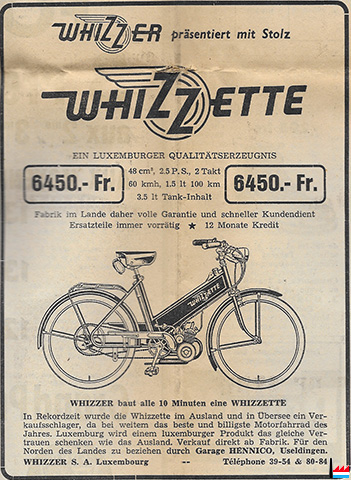 WHIZZER präsentiert mit Stolz
WHIZZETTE
EIN LUXEMBURGER QUALITÄTSERZEUGNIS
6450.- Fr.
48 cm³, 2.5 P.S., 2 Takt
60 kmh, 1.5 lt 100 km
3.5 lt Tank-Inhalt
6450.- Fr.
Fabrik im Lande daher volle Garantie und schneller Kundendient
Ersatzteile immer vorrätig ★ 12 Monate Kredit
WHIZZETTE
WHIZZER baut alle 10 Minuten eine WHIZZETTE
In Rekordzeit wurde die Whizzette im Ausland und in Übersee ein Ver-
kaufsschlager, da bei weitem das beste und billigste Motorfahrrad des
Jahres. Luxemburg wird einem luxemburger Produkt das gleiche Ver-
trauen schenken wie das Ausland. Verkauf direkt ab Fabrik. Für den
Norden des Landes zu beziehen durch Garage HENNICO, Useldingen.
WHIZZER S. A. Luxembourg -- Téléphone 39-54 & 80-84